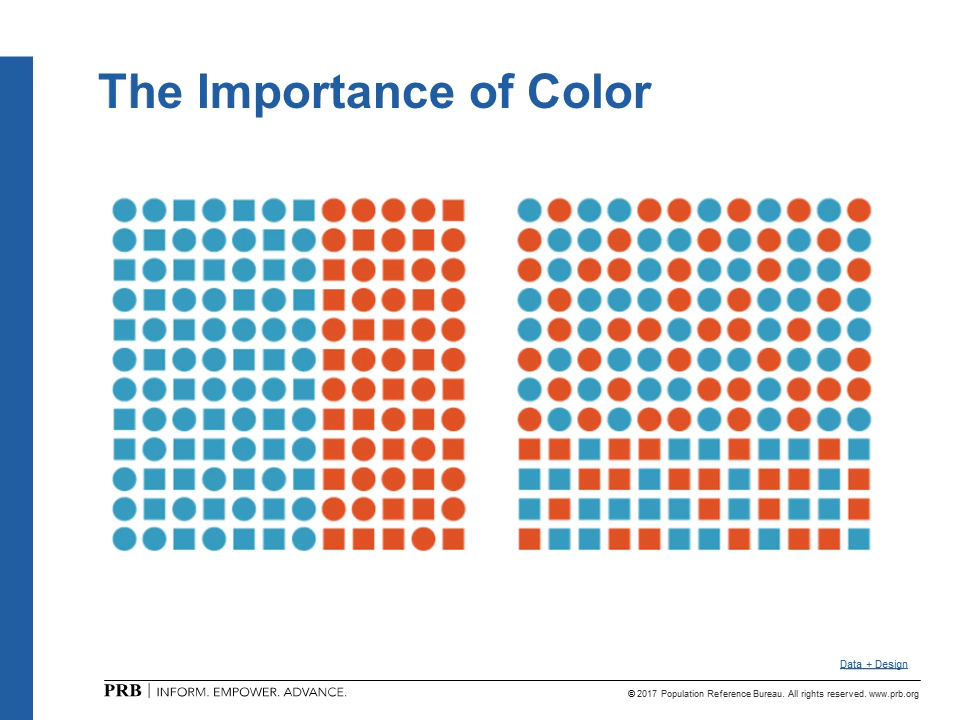 The Importance of Color
Data + Design
PRB | INFORM. EMPOWER. ADVANCE.
© 2017 Population Reference Bureau. All rights reserved. www.prb.org